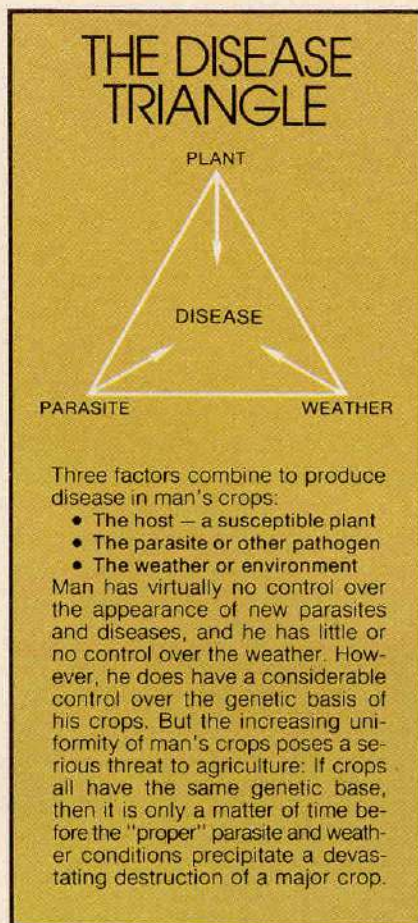 THE DISEASE
TRIANGLE
PLANT
DISEASE
PARASITE WEATHER
Three factors combine to produce
disease in man's crops:
• The host — a susceptible plant
• The parasite or other pathogen
• The weather or environment
Man has virtually no control over
the appearance of new parasites
and diseases, and he has little or
no control over the weather. How-
ever, he does have a considerable
control over the genetic basis of
his crops. But the increasing uni-
formity of man's crops poses a se-
rious threat to agriculture: If crops
all have the same genetic base,
then it is only a matter of time be-
fore the "proper" parasite and weath-
er conditions precipitate a devas-
tating destruction of a major crop.